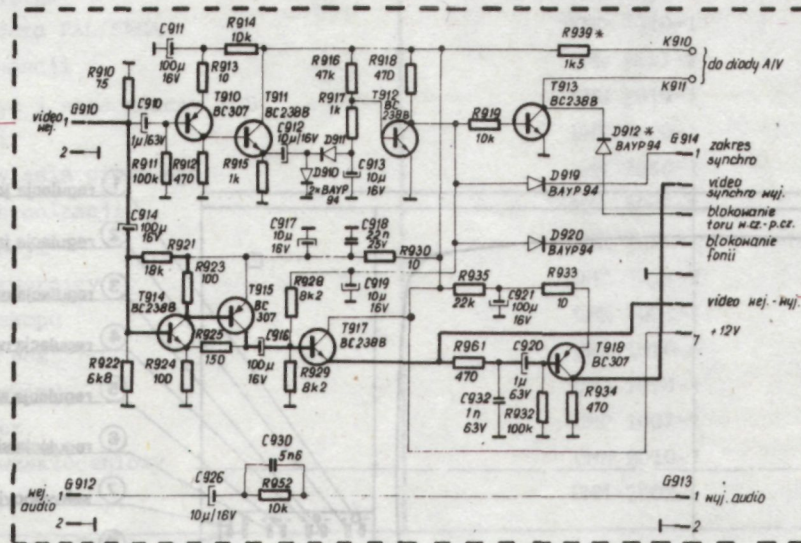 C911
100µ
16V
R914
10k
R913
10
R916
47k
R918
470
R939*
1k5
K910
K911
do diody A/V
R910
75
G910
video
wej.
1
2
C910
1µ/63V
T910
BC307
T911
BC238B
C912
10µ/16V
D911
R917
1k
T912
BC
238B
R919
10k
T913
BC238B
D912*
BAYP94
G914
1
zakres
synchro
R911
100k
R912
470
R915
1k
D910
2×BAYP
94
C913
10µ
16V
D919
BAYP94
video
synchro wyj.
blokowanie
toru w.cz.-p.cz.
C914
100µ
16V
R921
18k
C917
10µ
16V
C918
22n
25V
R930
10
D920
BAYP94
blokowanie
fonii
R923
100
T915
BC
307
R928
8k2
C919
10µ
16V
R935
22k
C921
100µ
16V
R933
10
video wej.-wyj.
T914
BC238B
R925
150
C916
100µ
16V
T917
BC238B
7
+12V
R922
6k8
R924
100
R929
8k2
R961
470
C920
1µ
63V
T918
BC307
C932
1n
63V
R932
100k
R934
470
C930
5n6
G912
wej.
audio
1
2
C926
10µ/16V
R952
10k
G913
1
wyj. audio
2